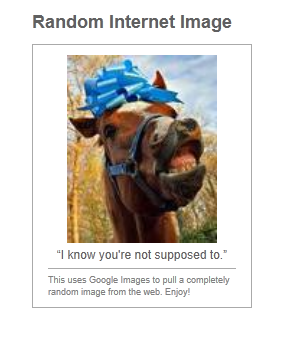 Random Internet Image
“I know you're not supposed to.”
This uses Google Images to pull a completely
random image from the web. Enjoy!